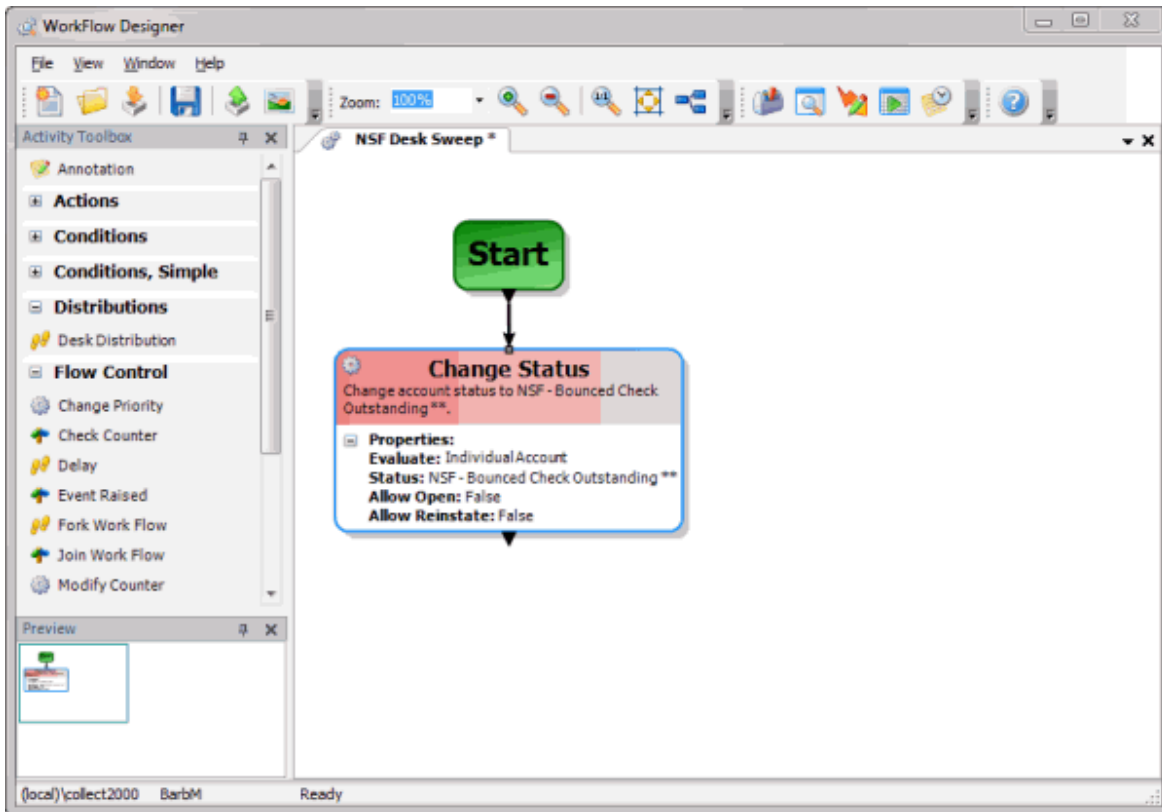 WorkFlow Designer
File View Window Help
Zoom: 100%
Activity Toolbox
NSF Desk Sweep *
Annotation
Actions
Conditions
Conditions, Simple
Distributions
Desk Distribution
Flow Control
Change Priority
Check Counter
Delay
Event Raised
Fork Work Flow
Join Work Flow
Modify Counter
Start
Change Status
Change account status to NSF - Bounced Check
Outstanding **.
Properties:
Evaluate: Individual Account
Status: NSF - Bounced Check Outstanding **
Allow Open: False
Allow Reinstate: False
Preview
(local)\collect2000 BarbM Ready